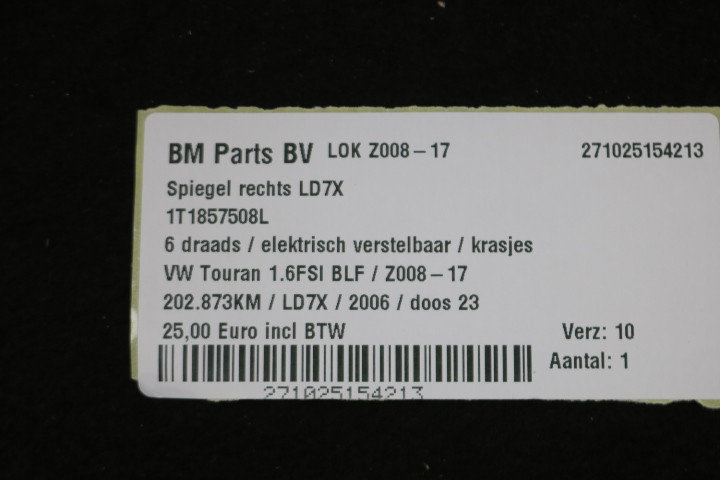 BM Parts BV LOK Z008-17 271025154213
Spiegel rechts LD7X
1T1857508L
6 draads / elektrisch verstelbaar / krasjes
VW Touran 1.6FSI BLF / Z008-17
202.873KM / LD7X / 2006 / doos 23
25,00 Euro incl BTW Verz: 10
Aantal: 1
271025154213